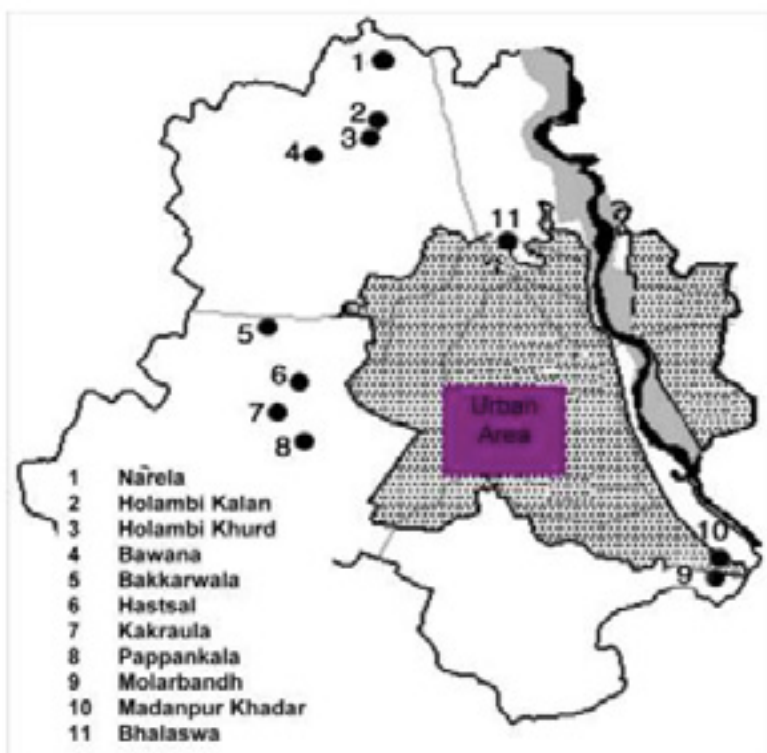 1
2
3
4
11
5
6
7
8
Urban
Area
10
9
1 Narela
2 Holambi Kalan
3 Holambi Khurd
4 Bawana
5 Bakkarwala
6 Hastsal
7 Kakraula
8 Pappankala
9 Molarbandh
10 Madanpur Khadar
11 Bhalaswa